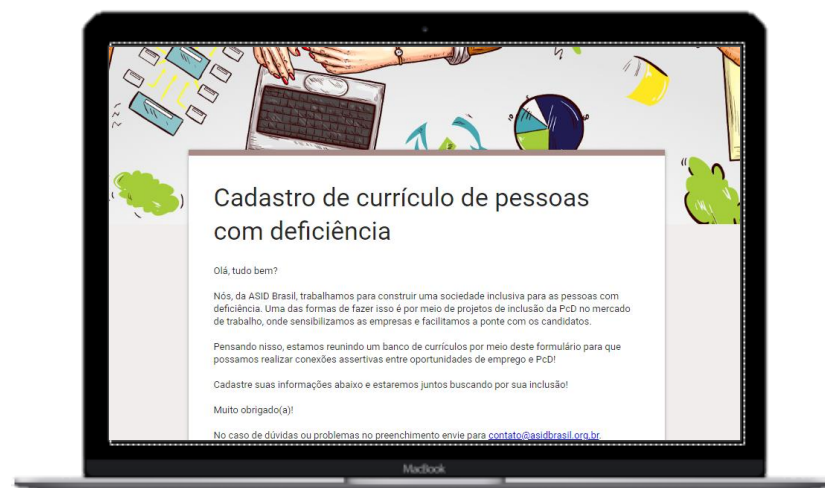 Cadastro de currículo de pessoas
com deficiência
Olá, tudo bem?
Nós, da ASID Brasil, trabalhamos para construir uma sociedade inclusiva para as pessoas com
deficiência. Uma das formas de fazer isso é por meio de projetos de inclusão da PcD no mercado
de trabalho, onde sensibilizamos as empresas e facilitamos a ponte com os candidatos.
Pensando nisso, estamos reunindo um banco de currículos por meio deste formulário para que
possamos realizar conexões assertivas entre oportunidades de emprego e PcD!
Cadastre suas informações abaixo e estaremos juntos buscando por sua inclusão!
Muito obrigado(a)!
No caso de dúvidas ou problemas no preenchimento envie para contato@asidbrasil.org.br.
MacBook